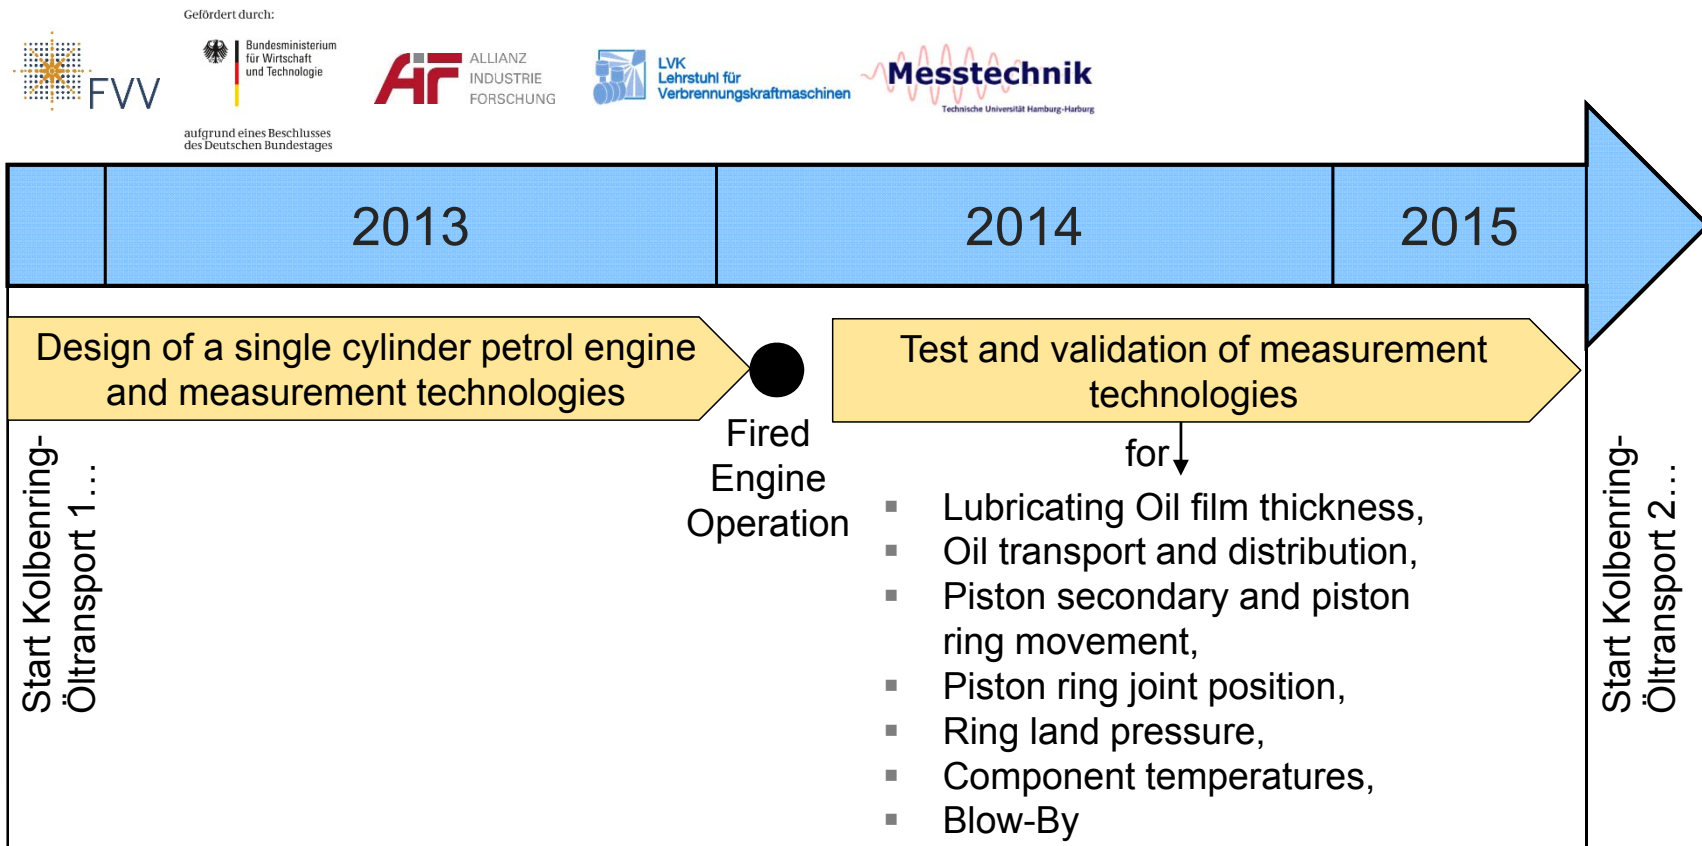 Gefördert durch:
FVV
Bundesministerium
für Wirtschaft
und Technologie
aufgrund eines Beschlusses
des Deutschen Bundestages
AiF
ALLIANZ
INDUSTRIE
FORSCHUNG
LVK
Lehrstuhl für
Verbrennungskraftmaschinen
Messtechnik
Technische Universität Hamburg-Harburg
2013
2014
2015
Design of a single cylinder petrol engine
and measurement technologies
Test and validation of measurement
technologies
Start Kolbenring-
Öltransport 1…
Fired
Engine
Operation
for
▪ Lubricating Oil film thickness,
▪ Oil transport and distribution,
▪ Piston secondary and piston
ring movement,
▪ Piston ring joint position,
▪ Ring land pressure,
▪ Component temperatures,
▪ Blow-By
Start Kolbenring-
Öltransport 2…